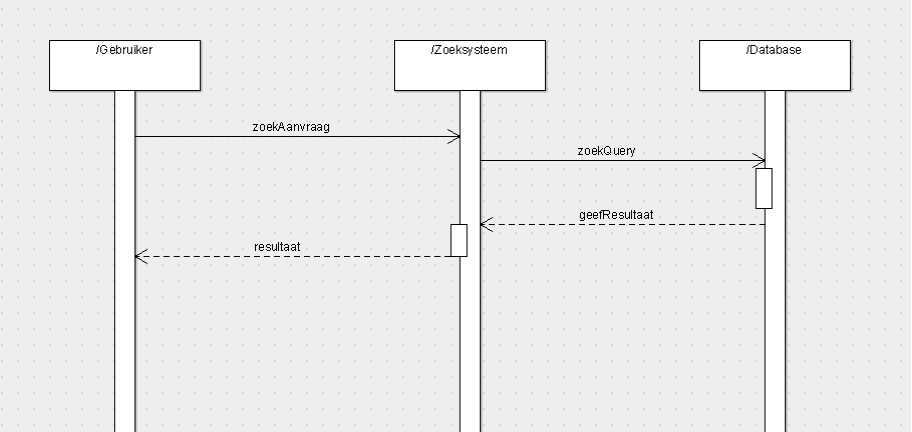 /Gebruiker
/Zoeksysteem
/Database
zoekAanvraag
zoekQuery
geefResultaat
resultaat